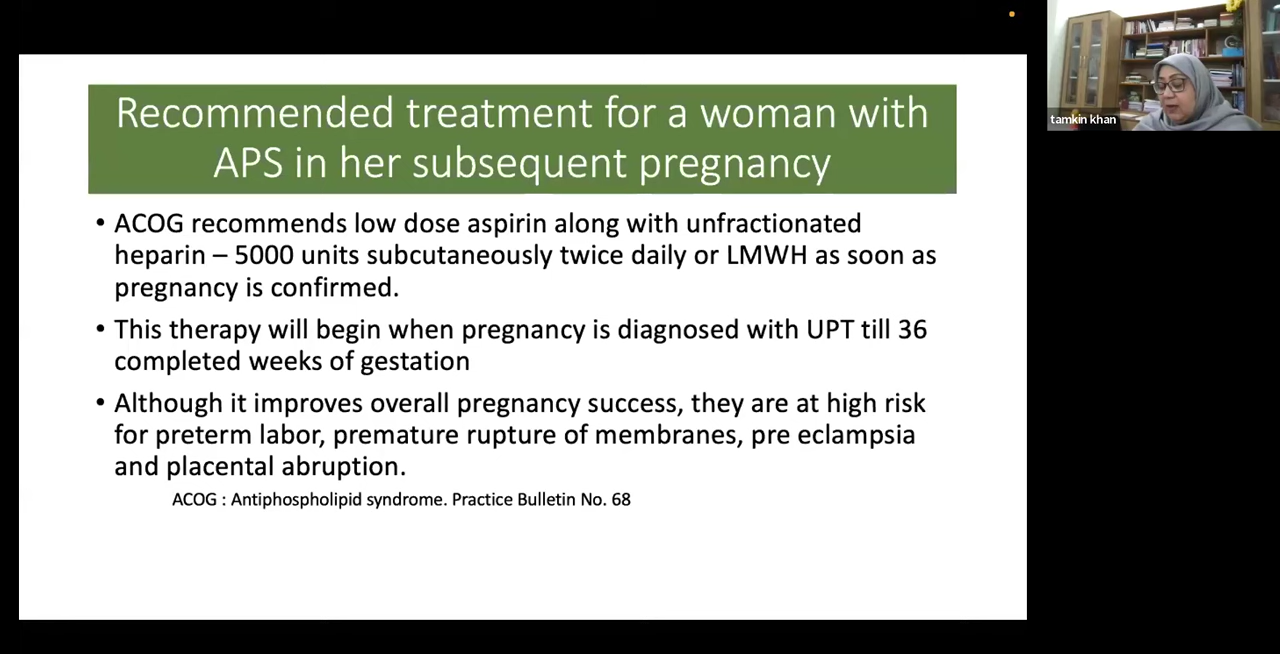 Recommended treatment for a woman with
APS in her subsequent pregnancy
• ACOG recommends low dose aspirin along with unfractionated
heparin – 5000 units subcutaneously twice daily or LMWH as soon as
pregnancy is confirmed.
• This therapy will begin when pregnancy is diagnosed with UPT till 36
completed weeks of gestation
• Although it improves overall pregnancy success, they are at high risk
for preterm labor, premature rupture of membranes, pre eclampsia
and placental abruption.
ACOG : Antiphospholipid syndrome. Practice Bulletin No. 68
tamkin khan